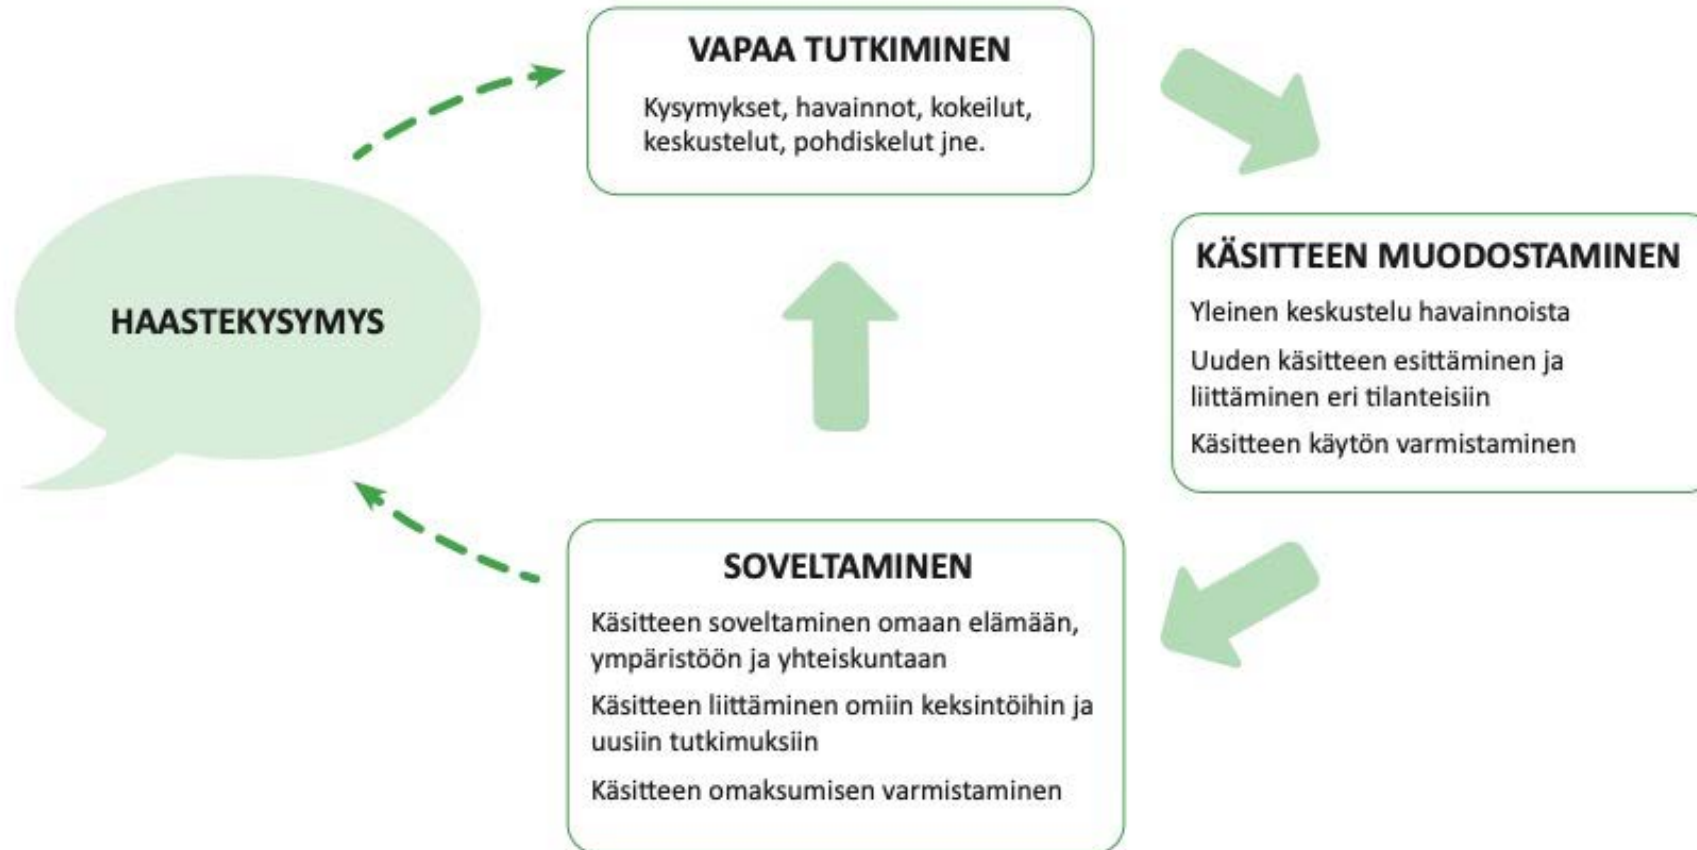 VAPAA TUTKIMINEN
Kysymykset, havainnot, kokeilut,
keskustelut, pohdiskelut jne.
HAASTEKYSYMYS
KÄSITTEEN MUODOSTAMINEN
Yleinen keskustelu havainnoista
Uuden käsitteen esittäminen ja
liittäminen eri tilanteisiin
Käsitteen käytön varmistaminen
SOVELTAMINEN
Käsitteen soveltaminen omaan elämään,
ympäristöön ja yhteiskuntaan
Käsitteen liittäminen omiin keksintöihin ja
uusiin tutkimuksiin
Käsitteen omaksumisen varmistaminen